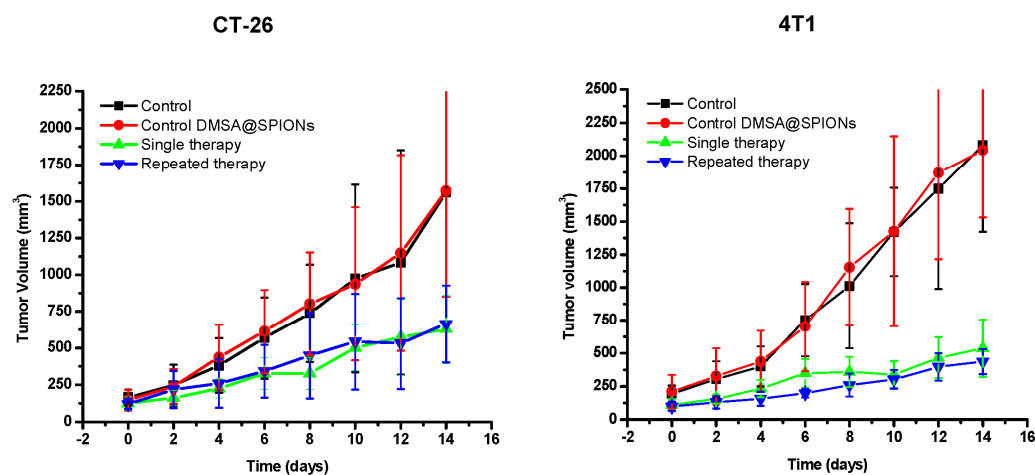 CT-26
2250
2000
1750
1500
1250
1000
750
500
250
0
Tumor Volume (mm³)
Control
Control DMSA@SPIONs
Single therapy
Repeated therapy
-2 0 2 4 6 8 10 12 14 16
Time (days)
4T1
2500
2250
2000
1750
1500
1250
1000
750
500
250
0
Tumor volume (mm³)
Control
Control DMSA@SPIONs
Single therapy
Repeated therapy
-2 0 2 4 6 8 10 12 14 16
Time (days)